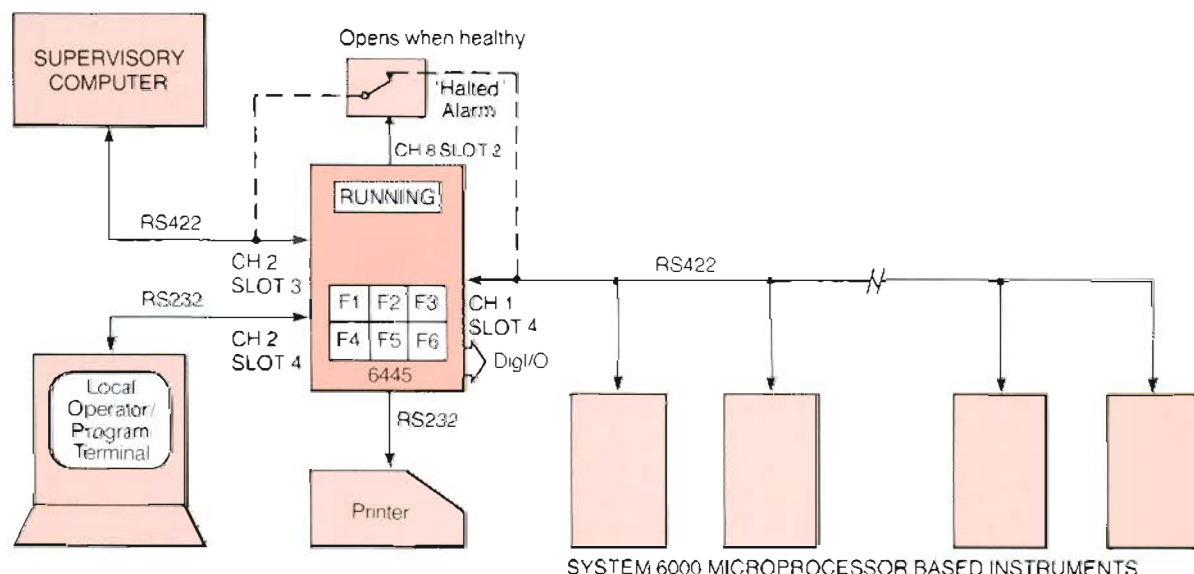 SUPERVISORY
COMPUTER
Opens when healthy
'Halted'
Alarm
CH 8 SLOT 2
RUNNING
RS422
CH 2
SLOT 3
RS422
RS232
CH 2
SLOT 4
F1 F2 F3
F4 F5 F6
6445
CH 1
SLOT 4
DigI/O
RS232
Local
Operator/
Program
Terminal
Printer
SYSTEM 6000 MICROPROCESSOR BASED INSTRUMENTS